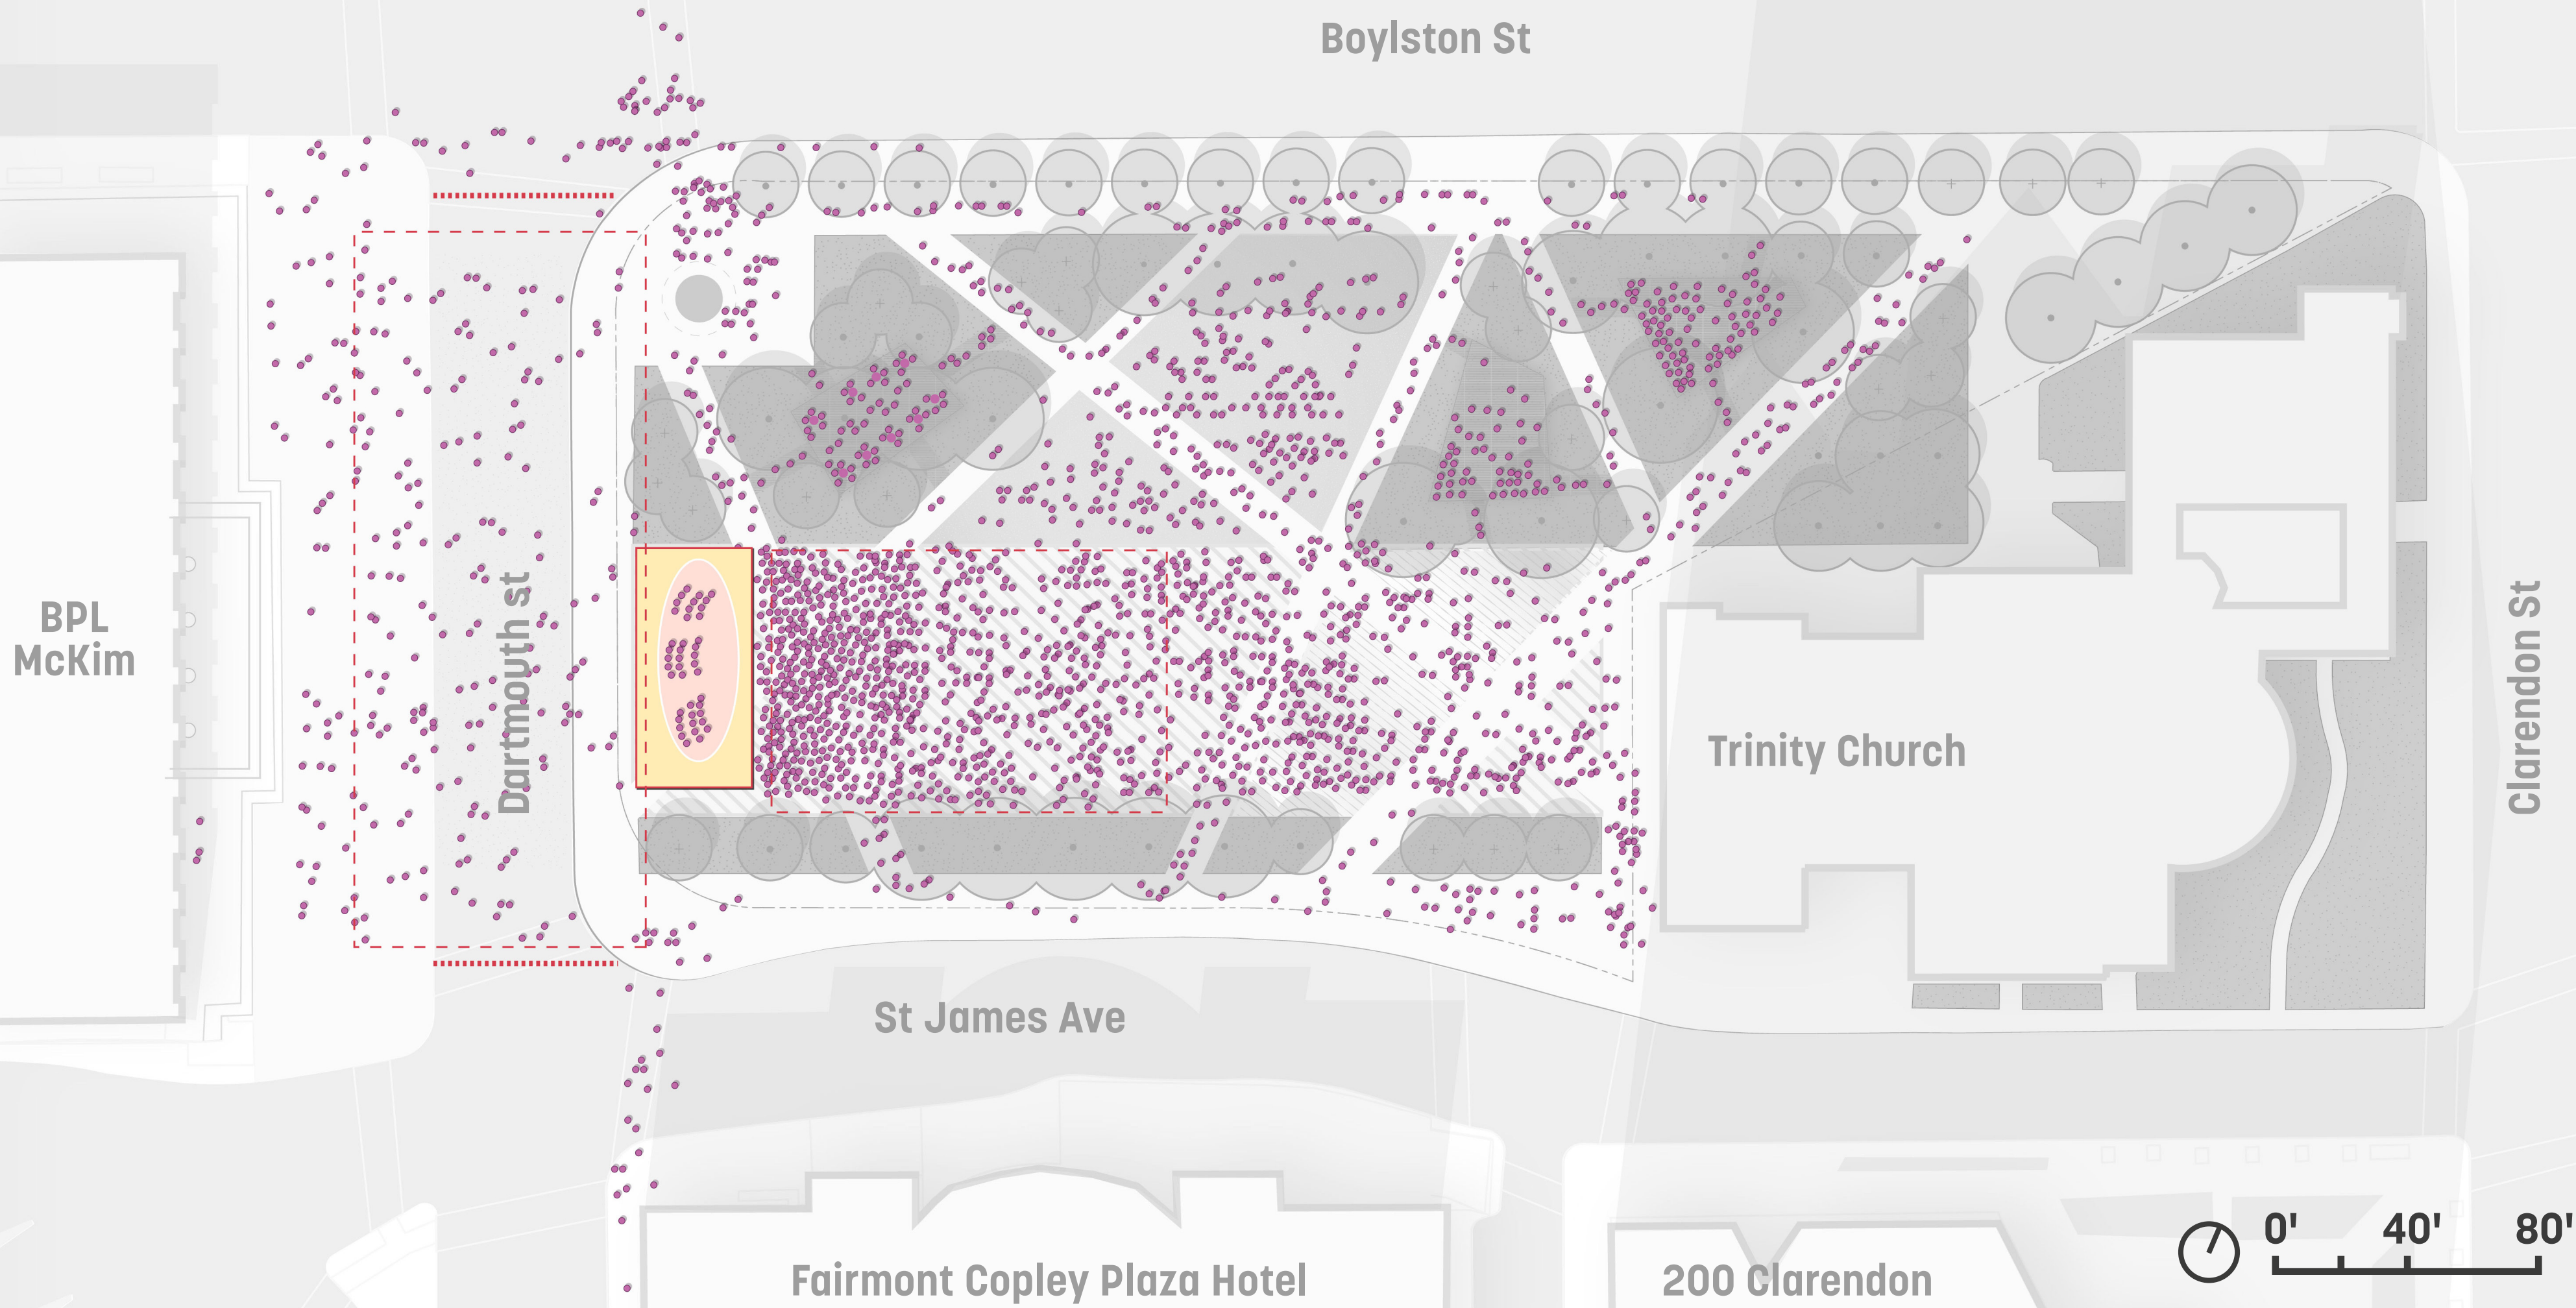 Boylston St
BPL
McKim
Dartmouth st
Trinity Church
Clarendon St
St James Ave
Fairmont Copley Plaza Hotel
200 Clarendon
0' 40' 80'